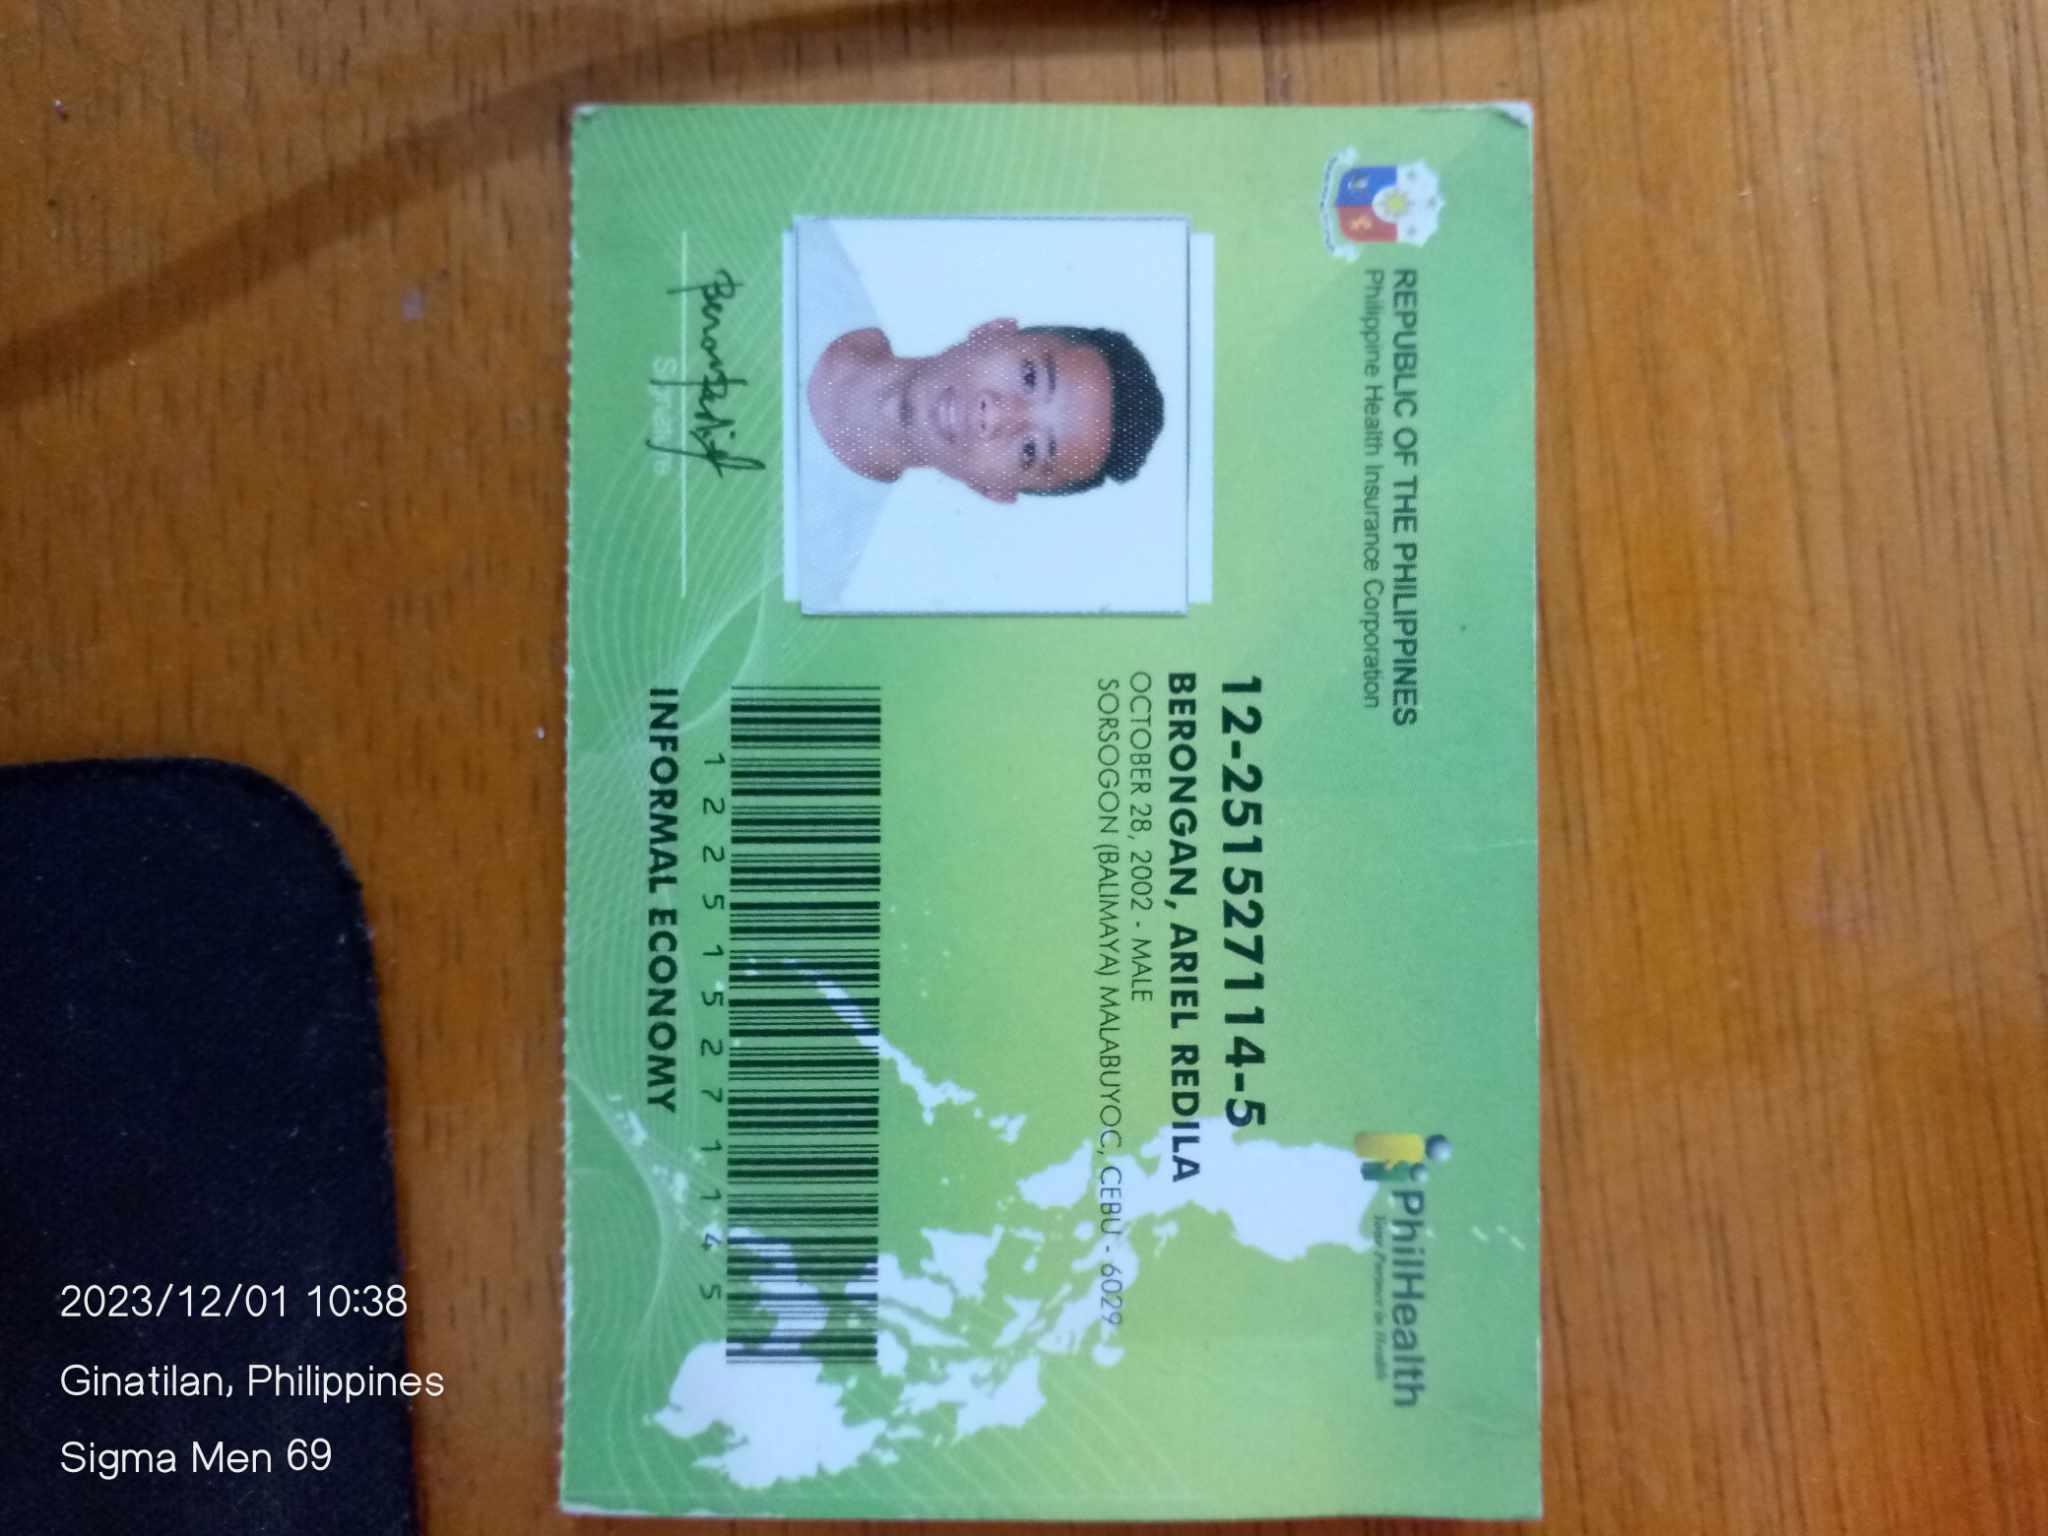 REPUBLIC OF THE PHILIPPINES
Philippine Health Insurance Corporation
PhilHealth
Your Partner in Health
12-251527114-5
BERONGAN, ARIEL REDILA
OCTOBER 28, 2002 - MALE
SORSOGON (BALIMAYA) MALABUYOC, CEBU - 6029
Signature
1 2 2 5 1 5 2 7 1 1 4 5
INFORMAL ECONOMY
2023/12/01 10:38
Ginatilan, Philippines
Sigma Men 69